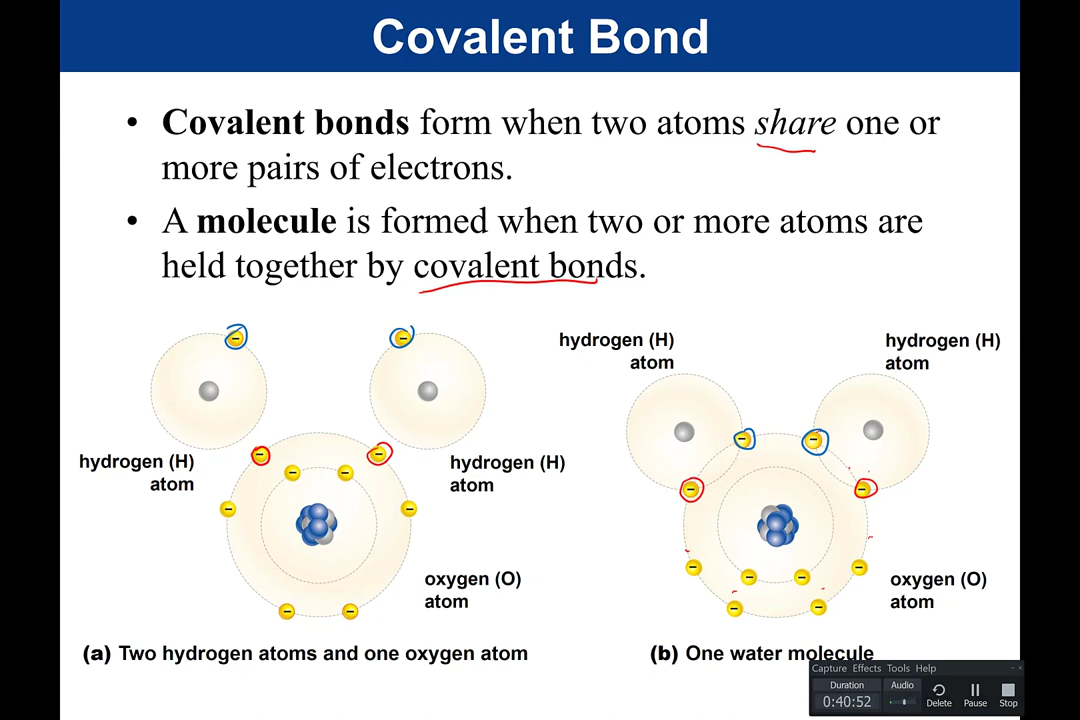 Covalent Bond
• Covalent bonds form when two atoms share one or
more pairs of electrons.
• A molecule is formed when two or more atoms are
held together by covalent bonds.
hydrogen (H)
atom
hydrogen (H)
atom
hydrogen (H)
atom
hydrogen (H)
atom
oxygen (O)
atom
oxygen (O)
atom
(a) Two hydrogen atoms and one oxygen atom
(b) One water molecule
Capture Effects Tools Help
Duration
Audio
0:40:52
Delete
Pause
Stop